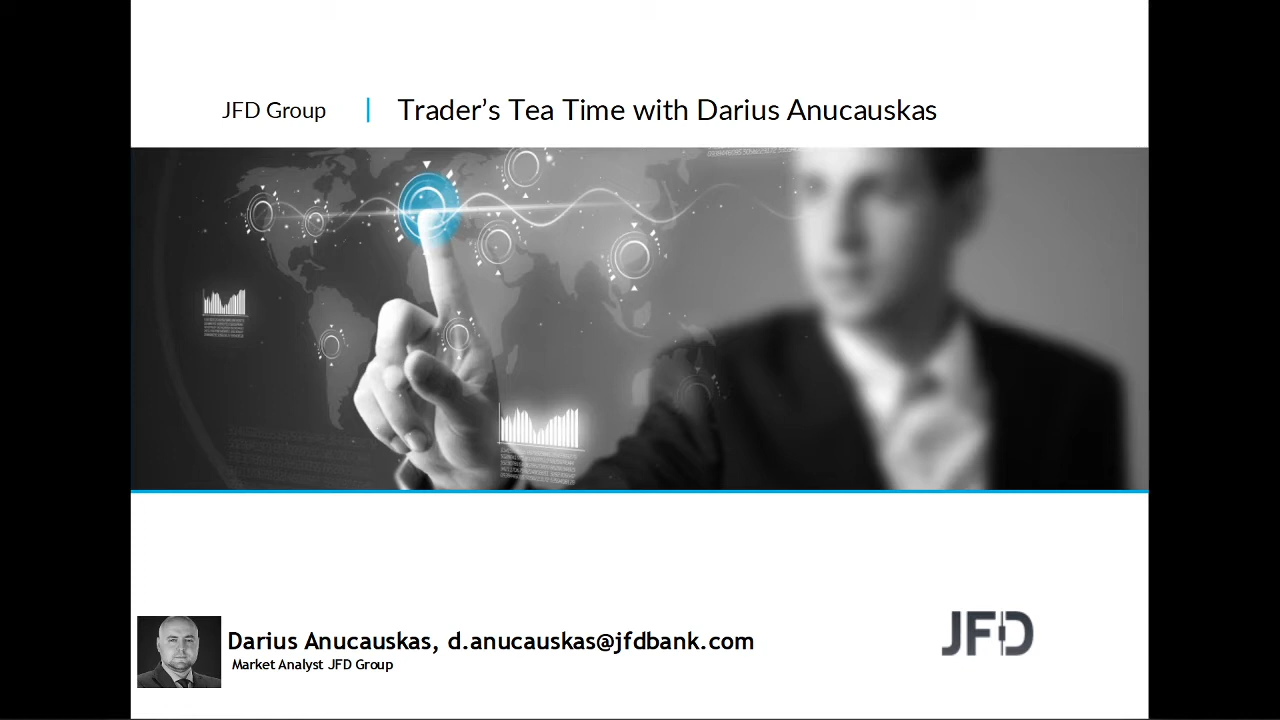 JFD Group | Trader's Tea Time with Darius Anucauskas
Darius Anucauskas, d.anucauskas@jfdbank.com
Market Analyst JFD Group
JFD